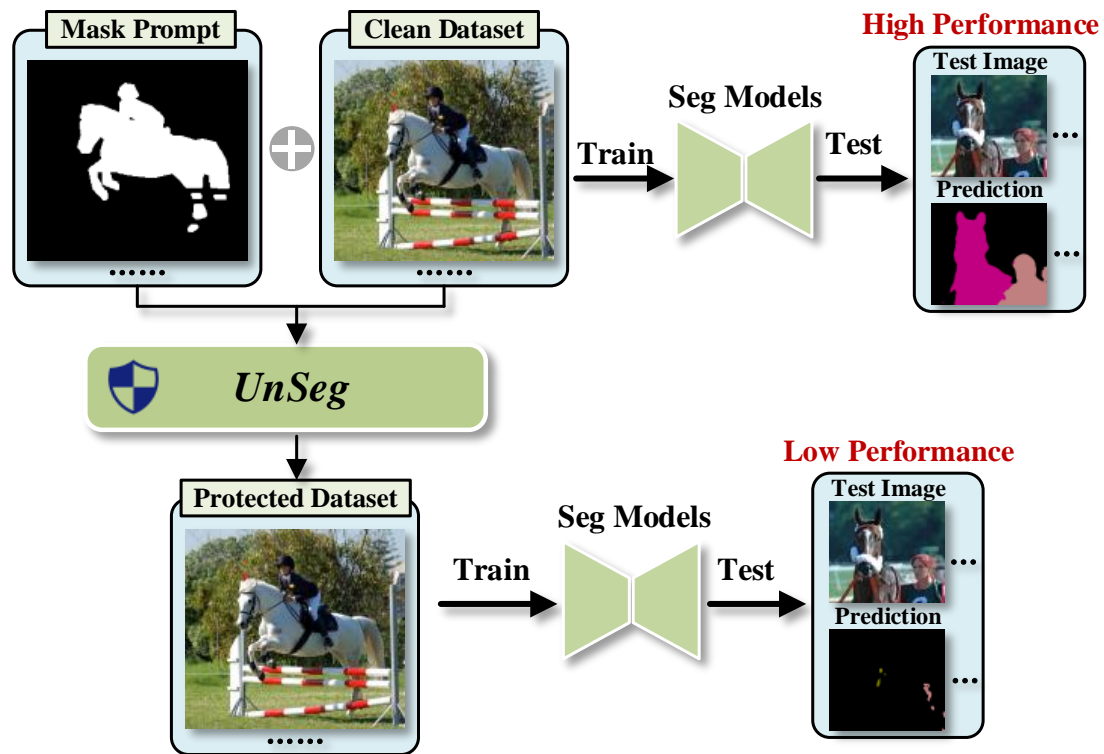 Mask Prompt
Clean Dataset
High Performance
Test Image
Seg Models
Train
Test
Prediction
UnSeg
Low Performance
Protected Dataset
Test Image
Seg Models
Train
Test
Prediction